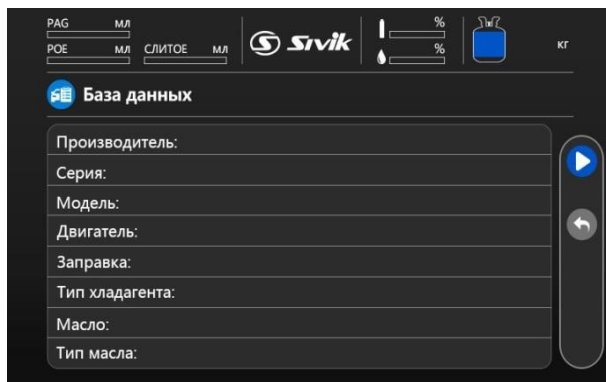 PAG мл
POE мл СЛИТОЕ мл
Sivik
%
%
кг
База данных
Производитель:
Серия:
Модель:
Двигатель:
Заправка:
Тип хладагента:
Масло:
Тип масла: